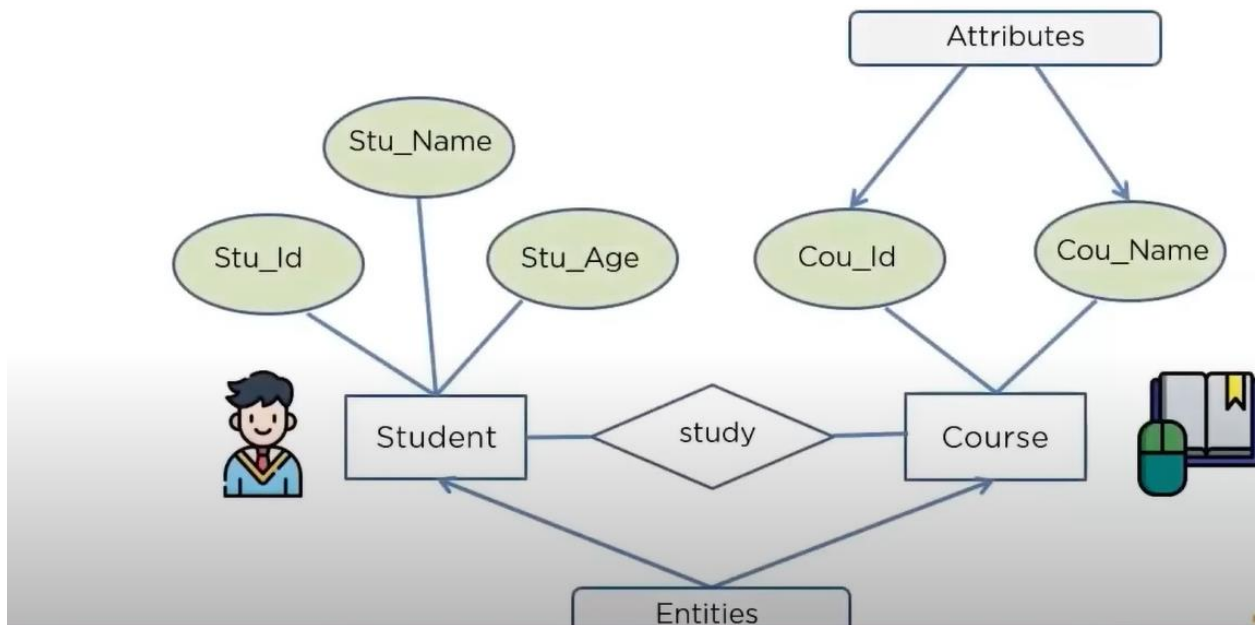 Attributes
Stu_Name
Stu_Id
Stu_Age
Cou_Id
Cou_Name
Student
study
Course
Entities